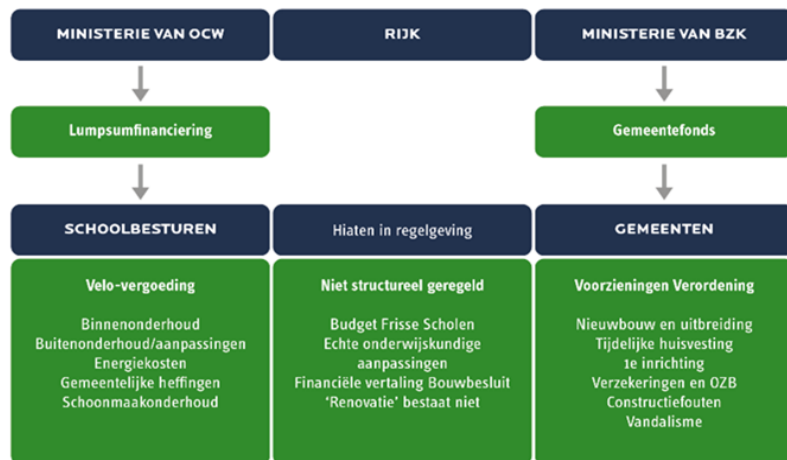 MINISTERIE VAN OCW
RIJK
MINISTERIE VAN BZK
Lumpsumfinanciering
Gemeentefonds
SCHOOLBESTUREN
Hiaten in regelgeving
GEMEENTEN
Velo-vergoeding
Binnenonderhoud
Buitenonderhoud/aanpassingen
Energiekosten
Gemeentelijke heffingen
Schoonmaakonderhoud
Niet structureel geregeld
Budget Frisse Scholen
Echte onderwijskundige
aanpassingen
Financiële vertaling Bouwbesluit
‘Renovatie’ bestaat niet
Voorzieningen Verordening
Nieuwbouw en uitbreiding
Tijdelijke huisvesting
1e inrichting
Verzekeringen en OZB
Constructiefouten
Vandalisme